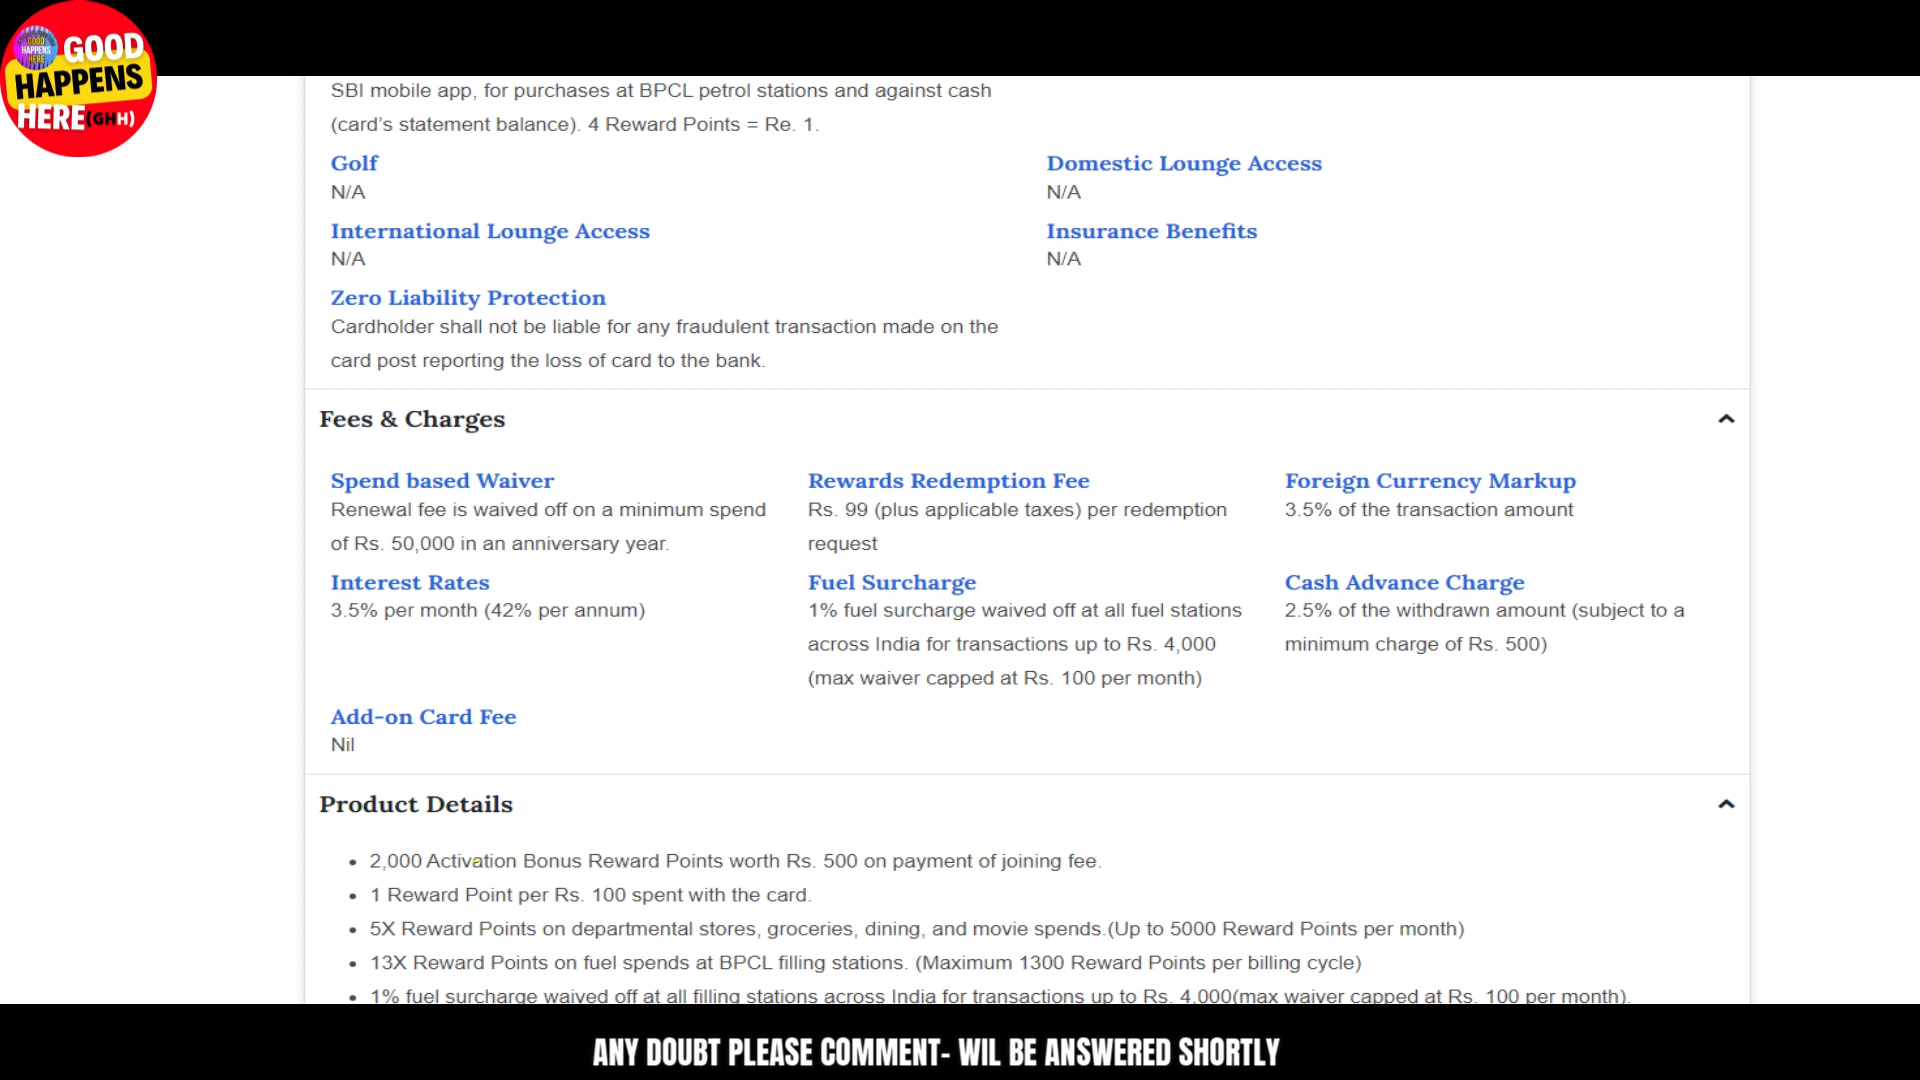 GOOD
HAPPENS
HERE
GOOD
HAPPENS
HERE(GHH)
SBI mobile app, for purchases at BPCL petrol stations and against cash
(card’s statement balance). 4 Reward Points = Re. 1.
Golf
N/A
Domestic Lounge Access
N/A
International Lounge Access
N/A
Insurance Benefits
N/A
Zero Liability Protection
Cardholder shall not be liable for any fraudulent transaction made on the
card post reporting the loss of card to the bank.
Fees & Charges
Spend based Waiver
Renewal fee is waived off on a minimum spend
of Rs. 50,000 in an anniversary year.
Rewards Redemption Fee
Rs. 99 (plus applicable taxes) per redemption
request
Foreign Currency Markup
3.5% of the transaction amount
Interest Rates
3.5% per month (42% per annum)
Fuel Surcharge
1% fuel surcharge waived off at all fuel stations
across India for transactions up to Rs. 4,000
(max waiver capped at Rs. 100 per month)
Cash Advance Charge
2.5% of the withdrawn amount (subject to a
minimum charge of Rs. 500)
Add-on Card Fee
Nil
Product Details
2,000 Activation Bonus Reward Points worth Rs. 500 on payment of joining fee.
1 Reward Point per Rs. 100 spent with the card.
5X Reward Points on departmental stores, groceries, dining, and movie spends.(Up to 5000 Reward Points per month)
13X Reward Points on fuel spends at BPCL filling stations. (Maximum 1300 Reward Points per billing cycle)
1% fuel surcharge waived off at all filling stations across India for transactions up to Rs. 4,000(max waiver capped at Rs. 100 per month).
ANY DOUBT PLEASE COMMENT- WIL BE ANSWERED SHORTLY